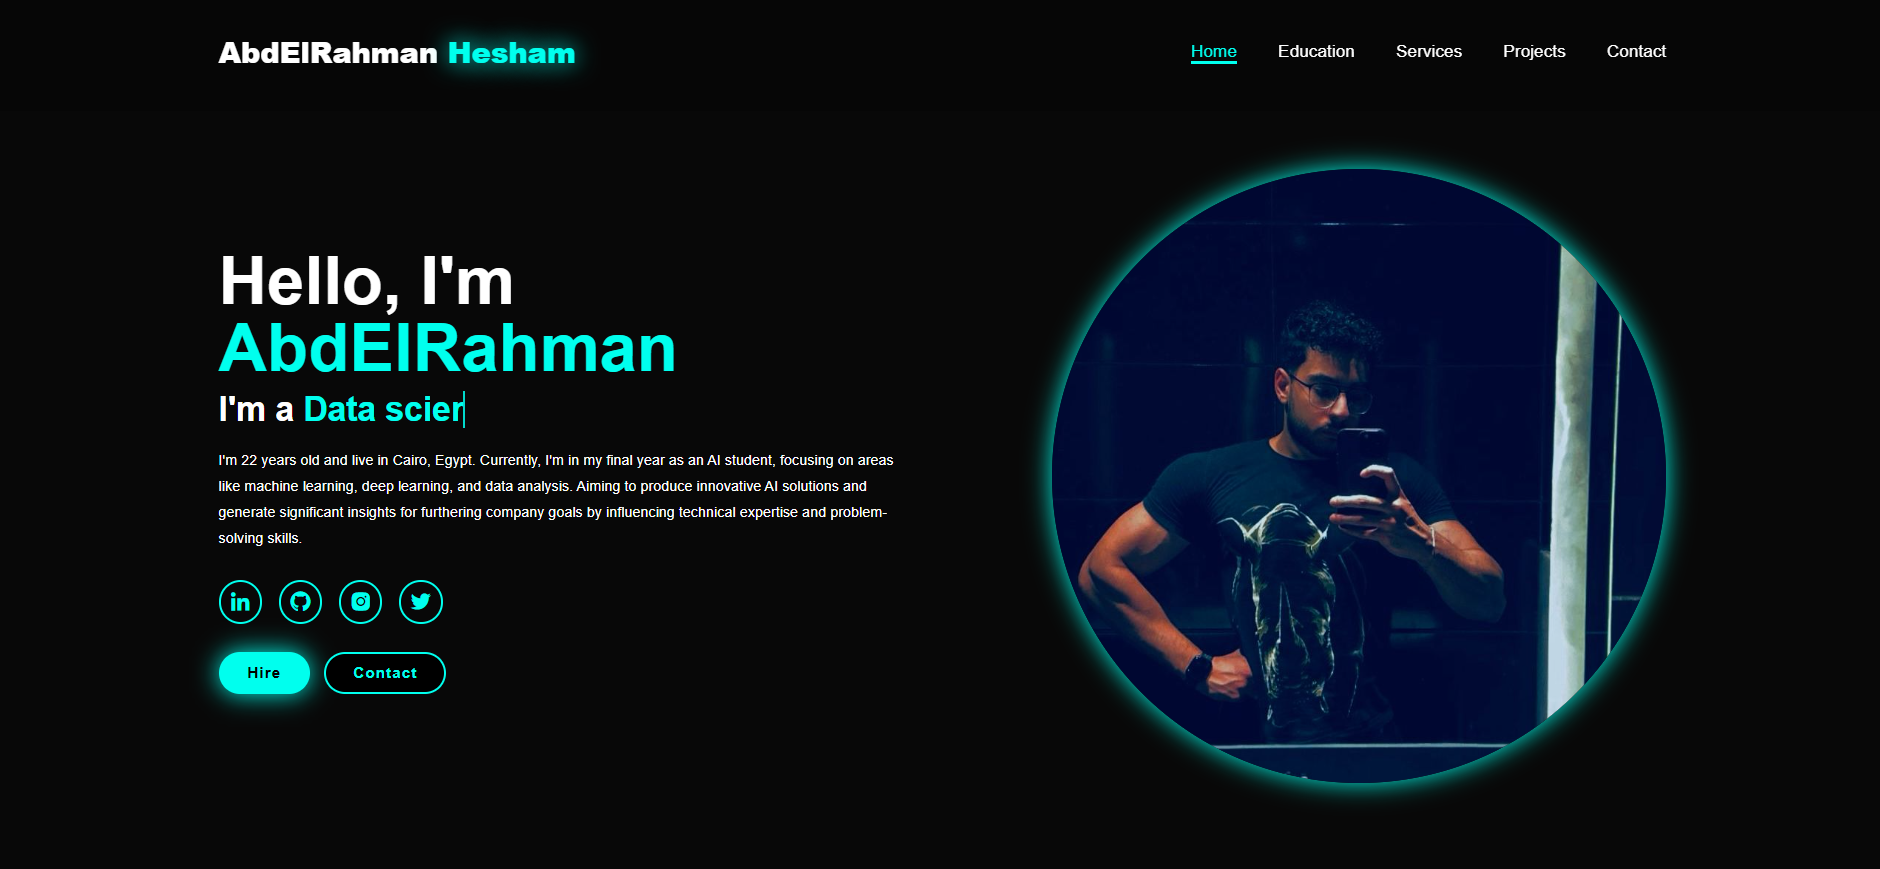 AbdElRahman Hesham
Home Education Services Projects Contact
Hello, I'm
AbdElRahman
I'm a Data scier
I'm 22 years old and live in Cairo, Egypt. Currently, I'm in my final year as an AI student, focusing on areas
like machine learning, deep learning, and data analysis. Aiming to produce innovative AI solutions and
generate significant insights for furthering company goals by influencing technical expertise and problem-
solving skills.
Hire Contact